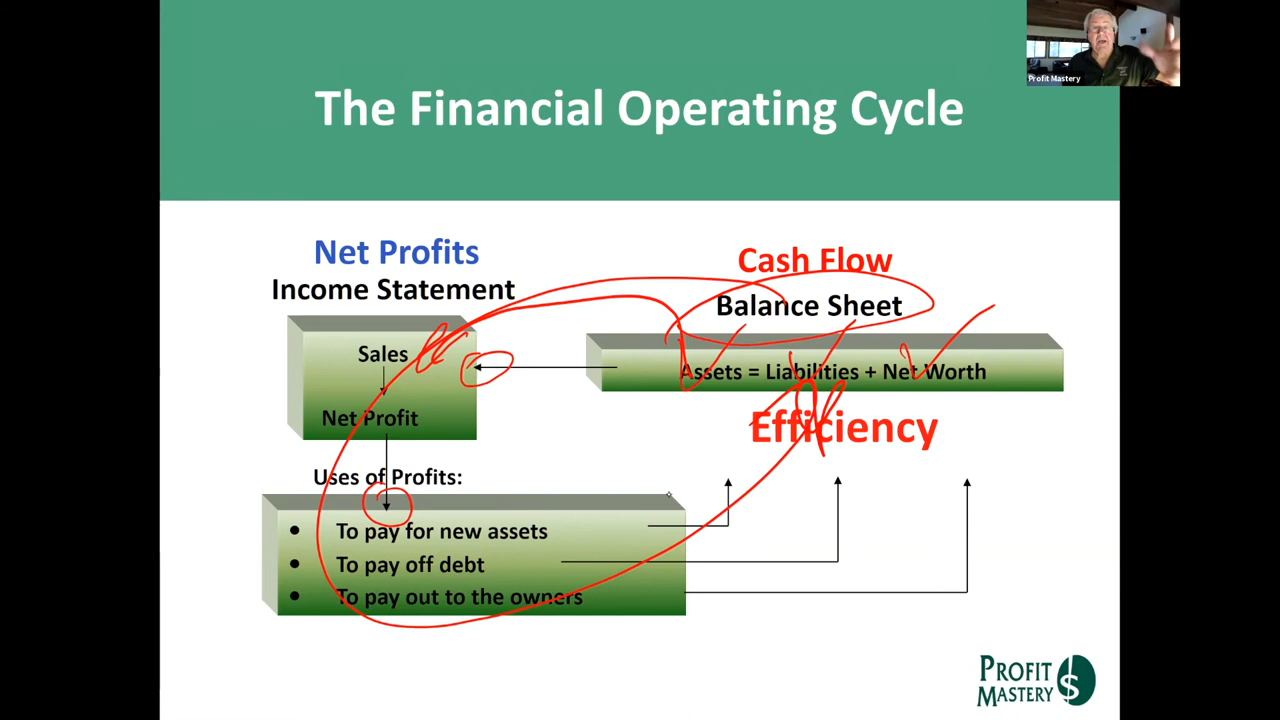 Profit Mastery
The Financial Operating Cycle
Net Profits
Income Statement
Sales
Net Profit
Cash Flow
Balance Sheet
Assets = Liabilities + Net Worth
Efficiency
Uses of Profits:
• To pay for new assets
• To pay off debt
• To pay out to the owners
PROFIT
MASTERY
$